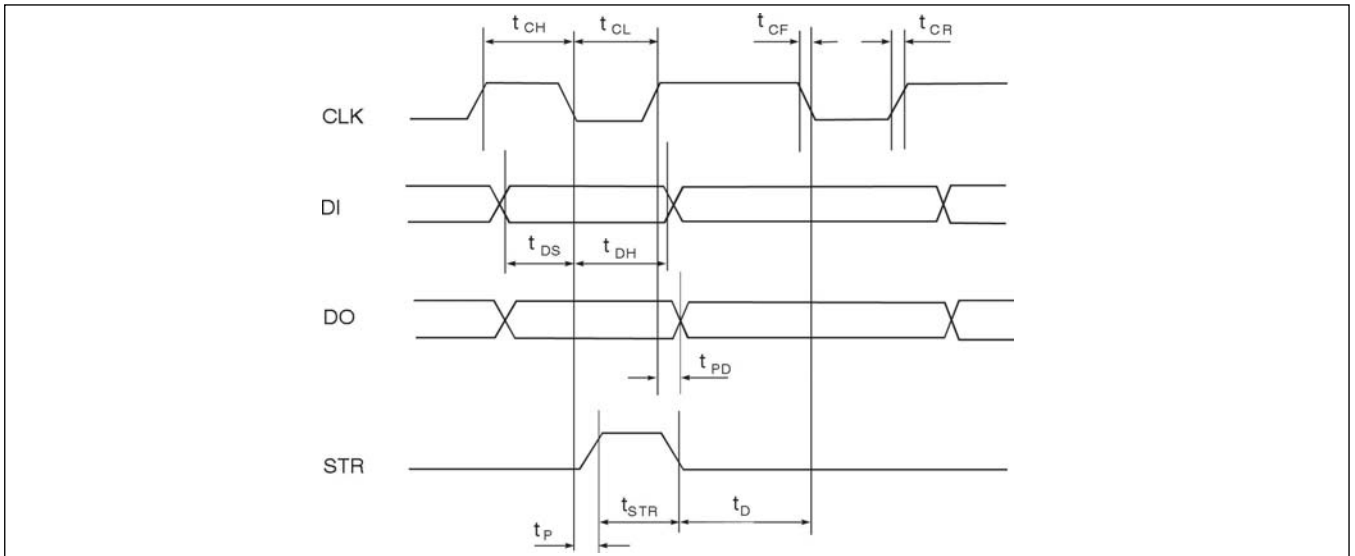 t CH
t CL
t CF
t CR
CLK
DI
t DS
t DH
DO
t PD
STR
t STR
t D
t P